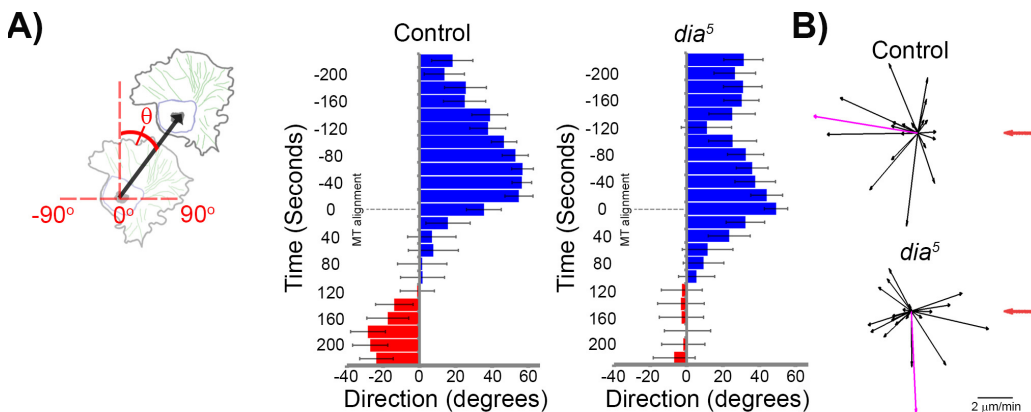 A)
θ
-90° 0° 90°
Control
Time (Seconds)
-200
-160
-120
-80
-40
0
40
80
120
160
200
MT alignment
-40 -20 0 20 40 60
Direction (degrees)
dia⁵
Time (Seconds)
-200
-160
-120
-80
-40
0
40
80
120
160
200
MT alignment
-40 -20 0 20 40 60
Direction (degrees)
B)
Control
dia⁵
2 μm/min